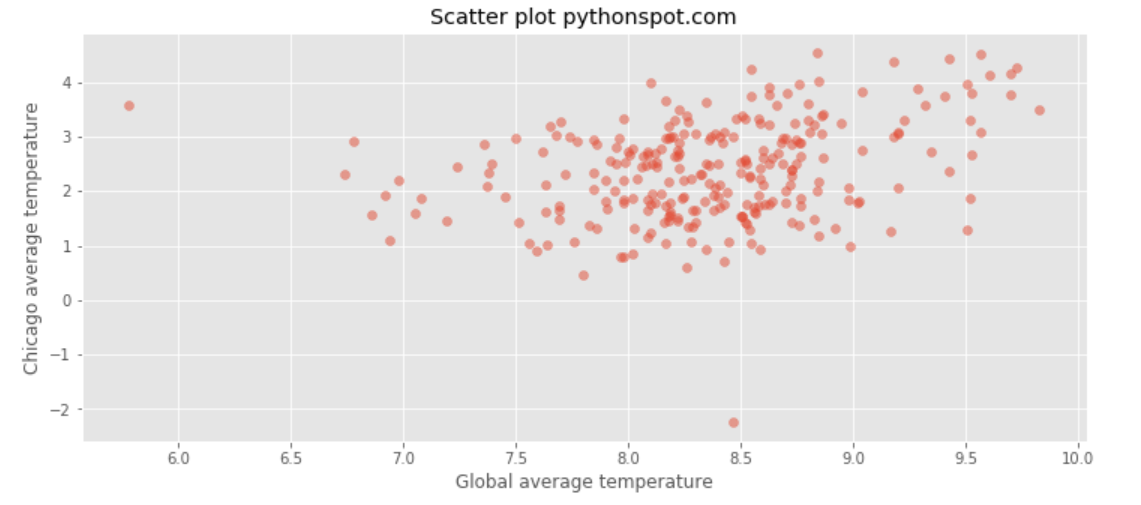 Scatter plot pythonspot.com
Chicago average temperature
4
3
2
1
0
−1
−2
6.0 6.5 7.0 7.5 8.0 8.5 9.0 9.5 10.0
Global average temperature